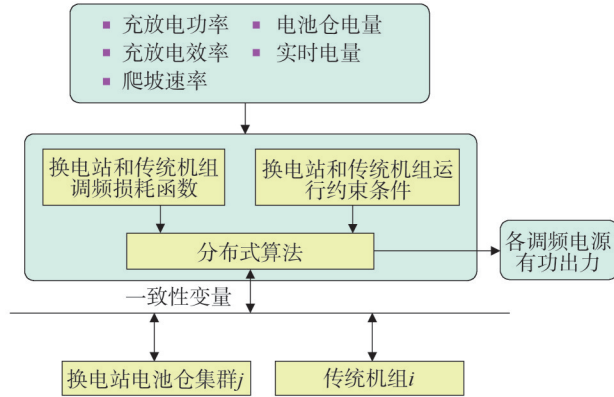 充放电功率 电池仓电量
充放电效率 实时电量
爬坡速率
换电站和传统机组
调频损耗函数
换电站和传统机组运
行约束条件
分布式算法
各调频电源
有功出力
一致性变量
换电站电池仓集群j
传统机组i